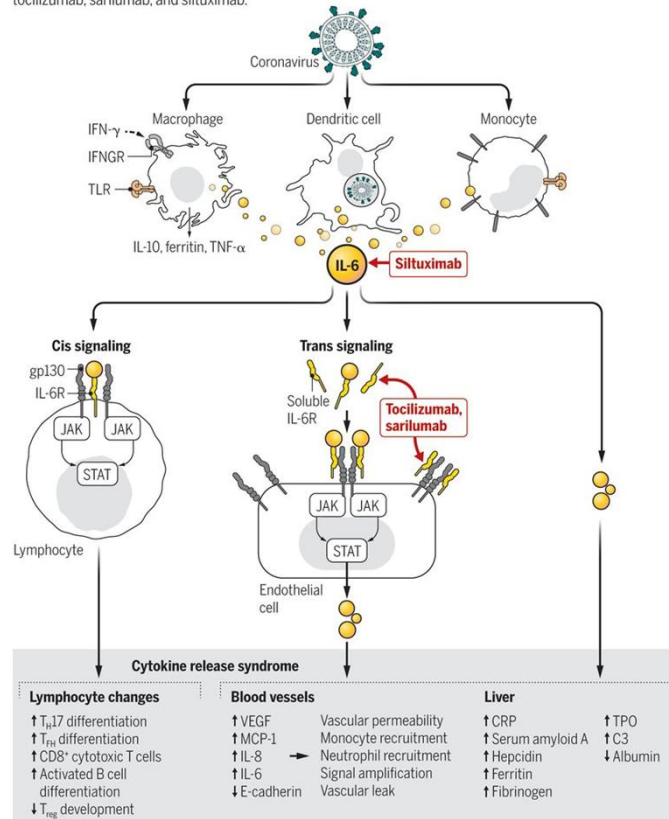 tocilizumab, sarilumab, and siltuximab.
Coronavirus
Macrophage
Dendritic cell
Monocyte
IFN-γ
IFNGR
TLR
IL-10, ferritin, TNF-α
IL-6
Siltuximab
Cis signaling
gp130
IL-6R
JAK JAK
STAT
Lymphocyte
Trans signaling
Soluble
IL-6R
Tocilizumab,
sarilumab
JAK JAK
STAT
Endothelial
cell
Cytokine release syndrome
Lymphocyte changes
↑ TH17 differentiation
↑ TFH differentiation
↑ CD8+ cytotoxic T cells
↑ Activated B cell
differentiation
↓ Treg development
Blood vessels
↑ VEGF Vascular permeability
↑ MCP-1 Monocyte recruitment
↑ IL-8 → Neutrophil recruitment
↑ IL-6 Signal amplification
↓ E-cadherin Vascular leak
Liver
↑ CRP ↑ TPO
↑ Serum amyloid A ↑ C3
↑ Hepcidin ↓ Albumin
↑ Ferritin
↑ Fibrinogen